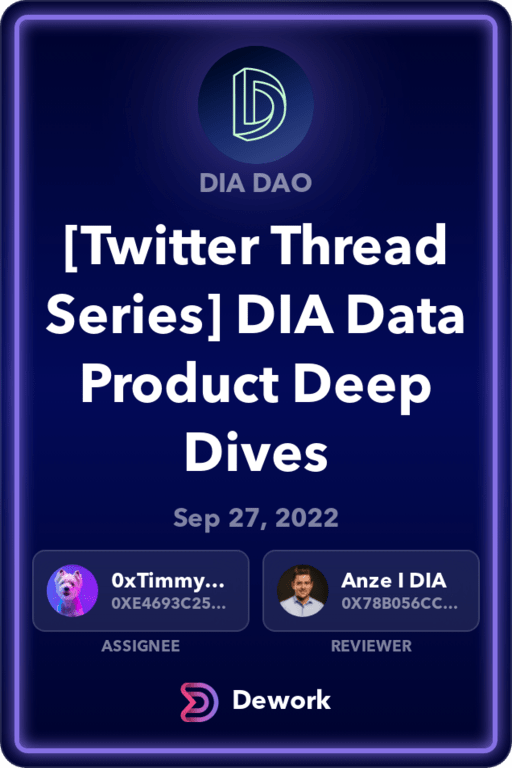 DIA DAO
[Twitter Thread
Series] DIA Data
Product Deep
Dives
Sep 27, 2022
0xTimmy...
0XE4693C25...
ASSIGNEE
Anze I DIA
0X78B056CC...
REVIEWER
Dework